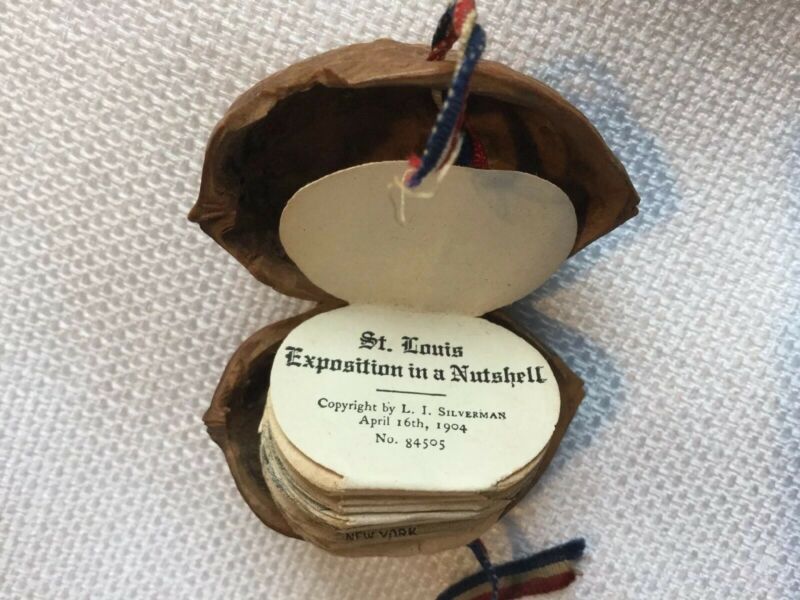 St. Louis
Exposition in a Nutshell
Copyright by L. I. Silverman
April 16th, 1904
No. 84505
NEW YORK